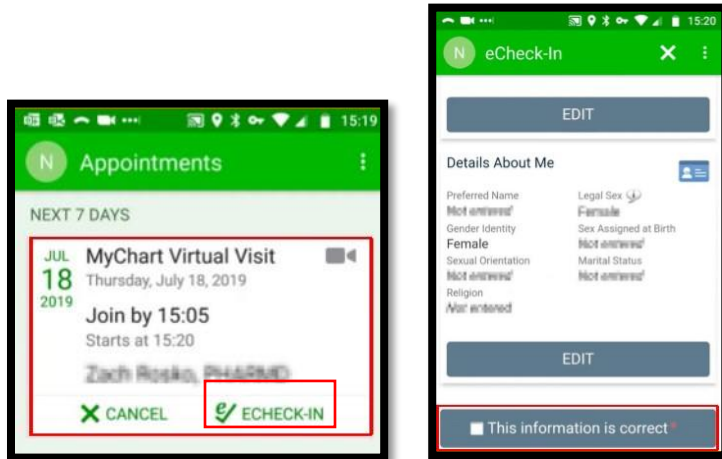 15:19
N Appointments
NEXT 7 DAYS
JUL
18
2019
MyChart Virtual Visit
Thursday, July 18, 2019
Join by 15:05
Starts at 15:20
CANCEL
ECHECK-IN
15:20
N eCheck-In
EDIT
Details About Me
Preferred Name
Legal Sex
Gender Identity
Female
Sex Assigned at Birth
Sexual Orientation
Marital Status
Religion
EDIT
This information is correct*